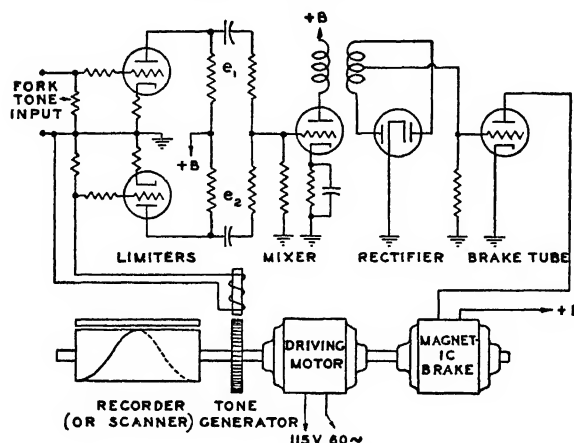 +B
FORK
TONE
INPUT
e1
+B
e2
LIMITERS
MIXER
RECTIFIER
BRAKE TUBE
+B
DRIVING
MOTOR
MAGNET-
IC
BRAKE
RECORDER
(OR SCANNER)
TONE
GENERATOR
115V 60~